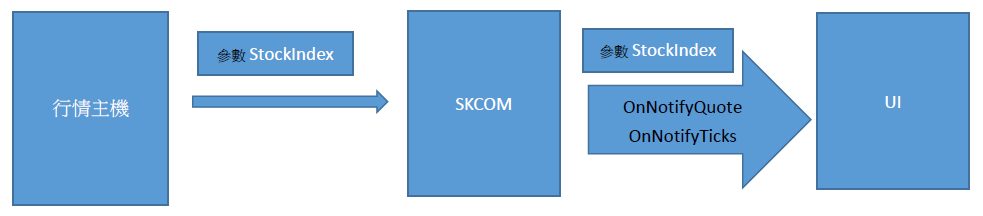 行情主機
參數 StockIndex
SKCOM
參數 StockIndex
OnNotifyQuote
OnNotifyTicks
UI